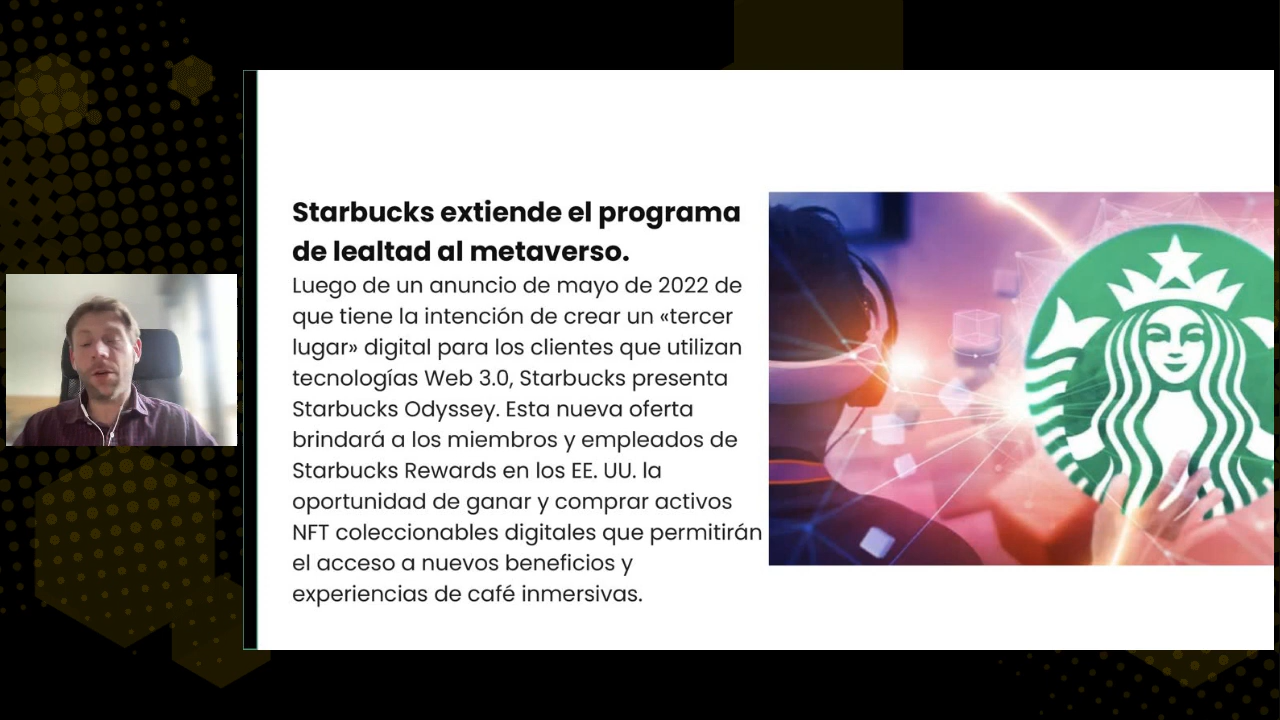 Starbucks extiende el programa
de lealtad al metaverso.
Luego de un anuncio de mayo de 2022 de
que tiene la intención de crear un «tercer
lugar» digital para los clientes que utilizan
tecnologías Web 3.0, Starbucks presenta
Starbucks Odyssey. Esta nueva oferta
brindará a los miembros y empleados de
Starbucks Rewards en los EE. UU. la
oportunidad de ganar y comprar activos
NFT coleccionables digitales que permitirán
el acceso a nuevos beneficios y
experiencias de café inmersivas.